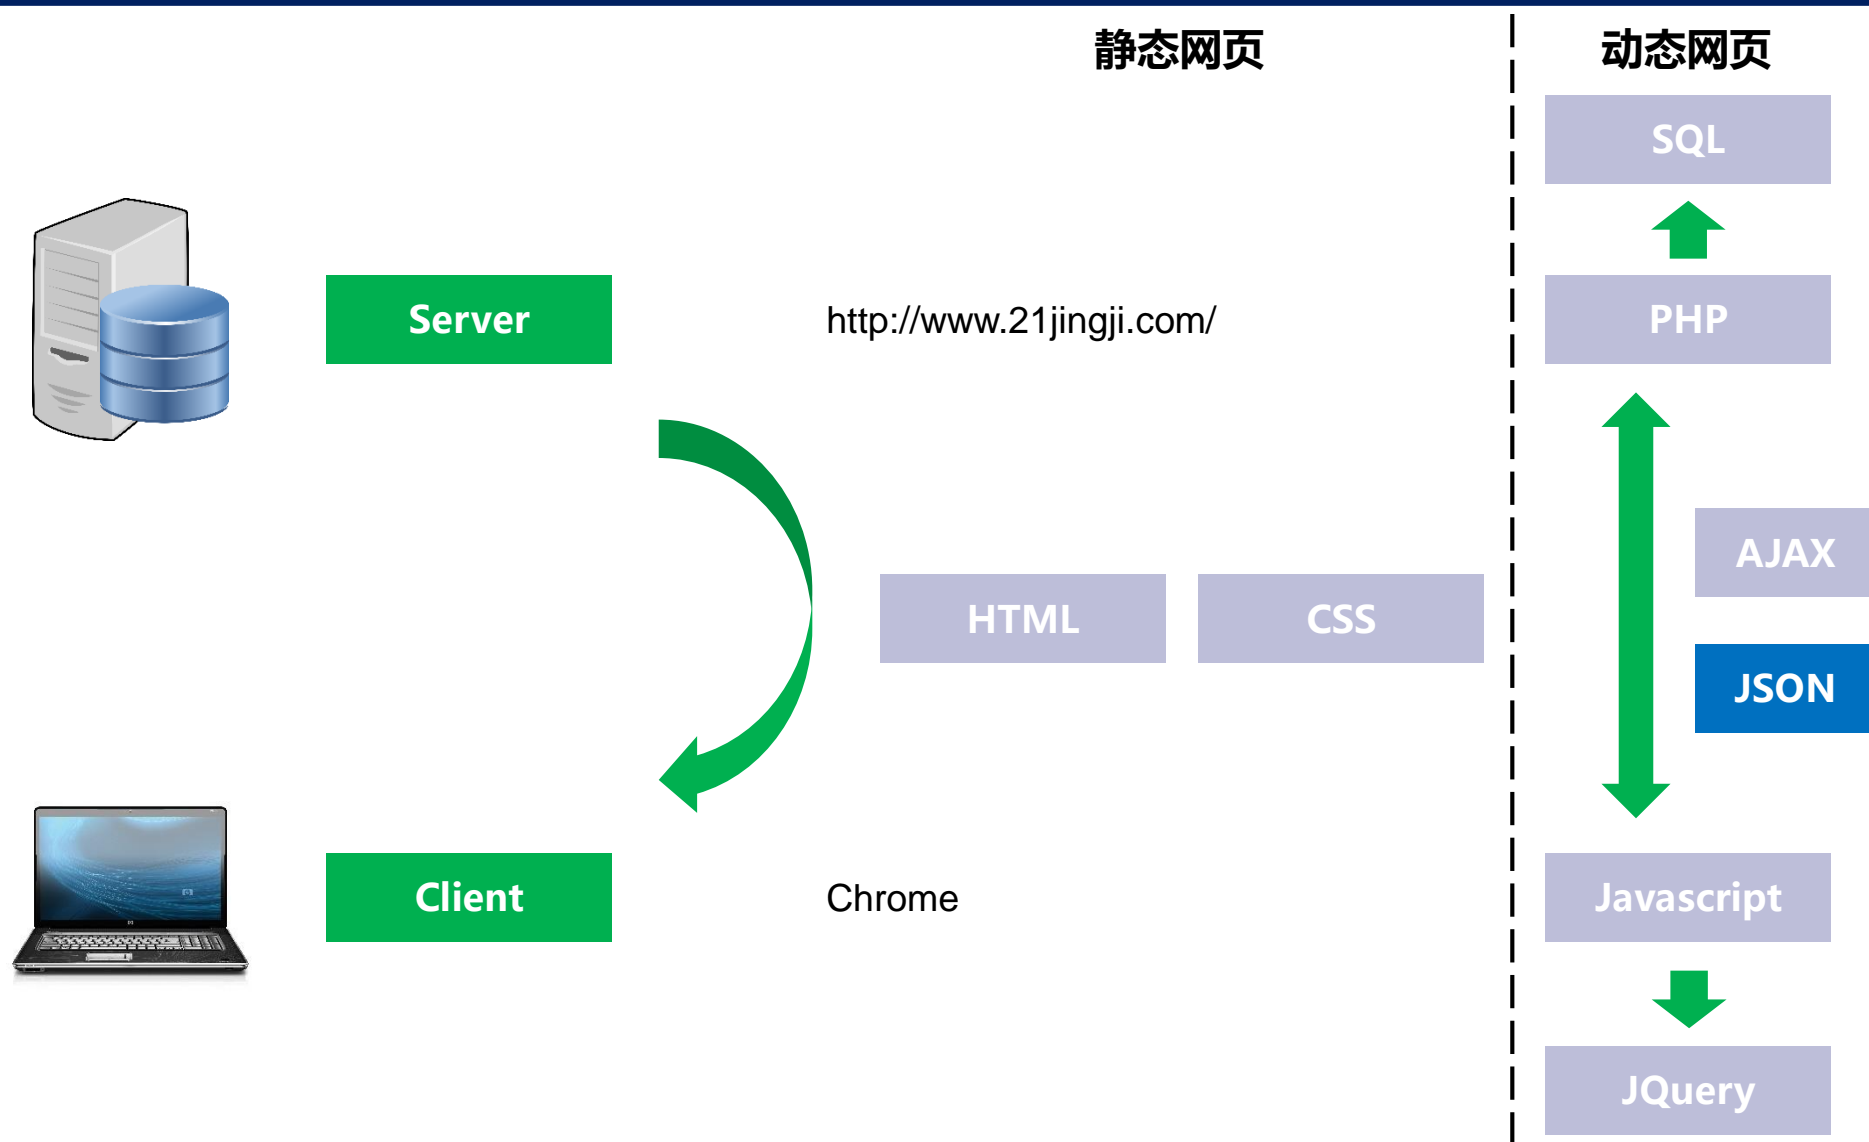 静态网页
动态网页
SQL
Server
http://www.21jingji.com/
PHP
AJAX
HTML
CSS
JSON
Client
Chrome
Javascript
JQuery